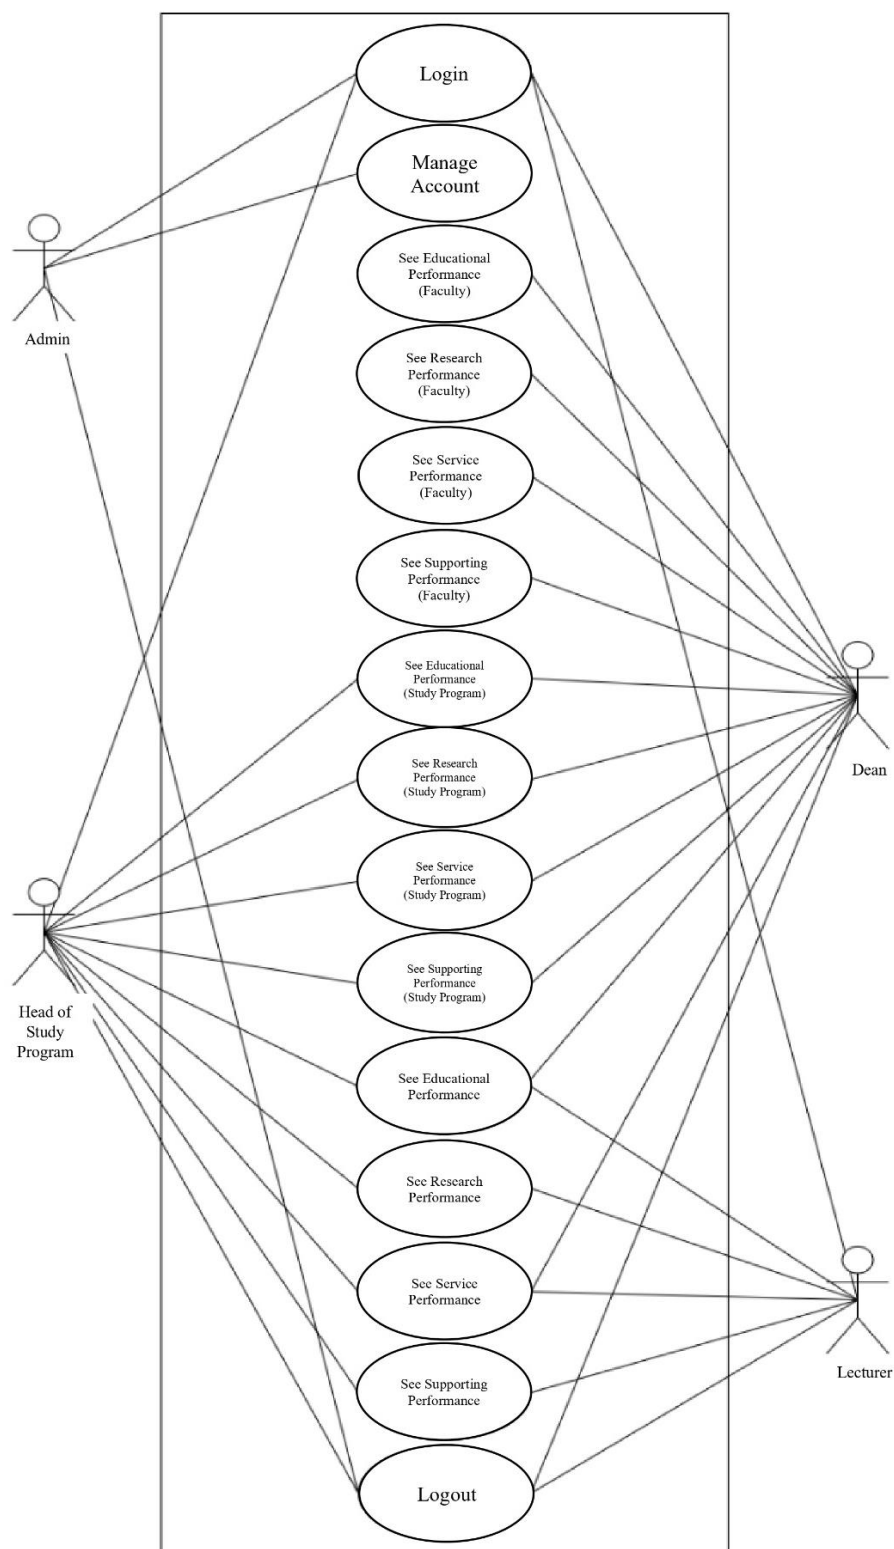 Login
Manage
Account
See Educational
Performance
(Faculty)
See Research
Performance
(Faculty)
See Service
Performance
(Faculty)
See Supporting
Performance
(Faculty)
See Educational
Performance
(Study Program)
See Research
Performance
(Study Program)
See Service
Performance
(Study Program)
See Supporting
Performance
(Study Program)
See Educational
Performance
See Research
Performance
See Service
Performance
See Supporting
Performance
Logout
Admin
Head of
Study
Program
Dean
Lecturer